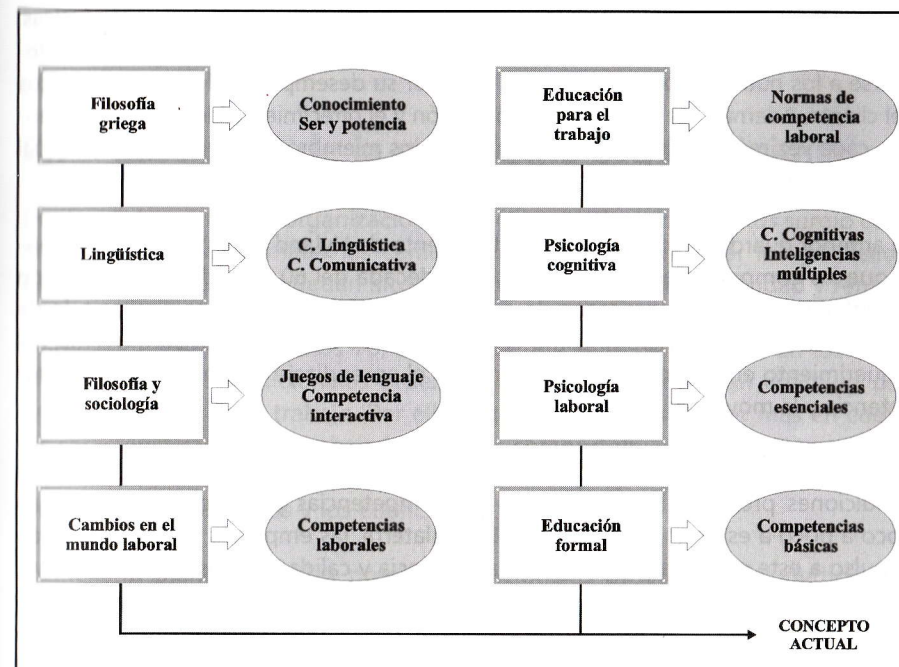 Filosofía
griega
Conocimiento
Ser y potencia
Educación
para el
trabajo
Normas de
competencia
laboral
Lingüística
C. Lingüística
C. Comunicativa
Psicología
cognitiva
C. Cognitivas
Inteligencias
múltiples
Filosofía y
sociología
Juegos de lenguaje
Competencia
interactiva
Psicología
laboral
Competencias
esenciales
Cambios en el
mundo laboral
Competencias
laborales
Educación
formal
Competencias
básicas
CONCEPTO
ACTUAL